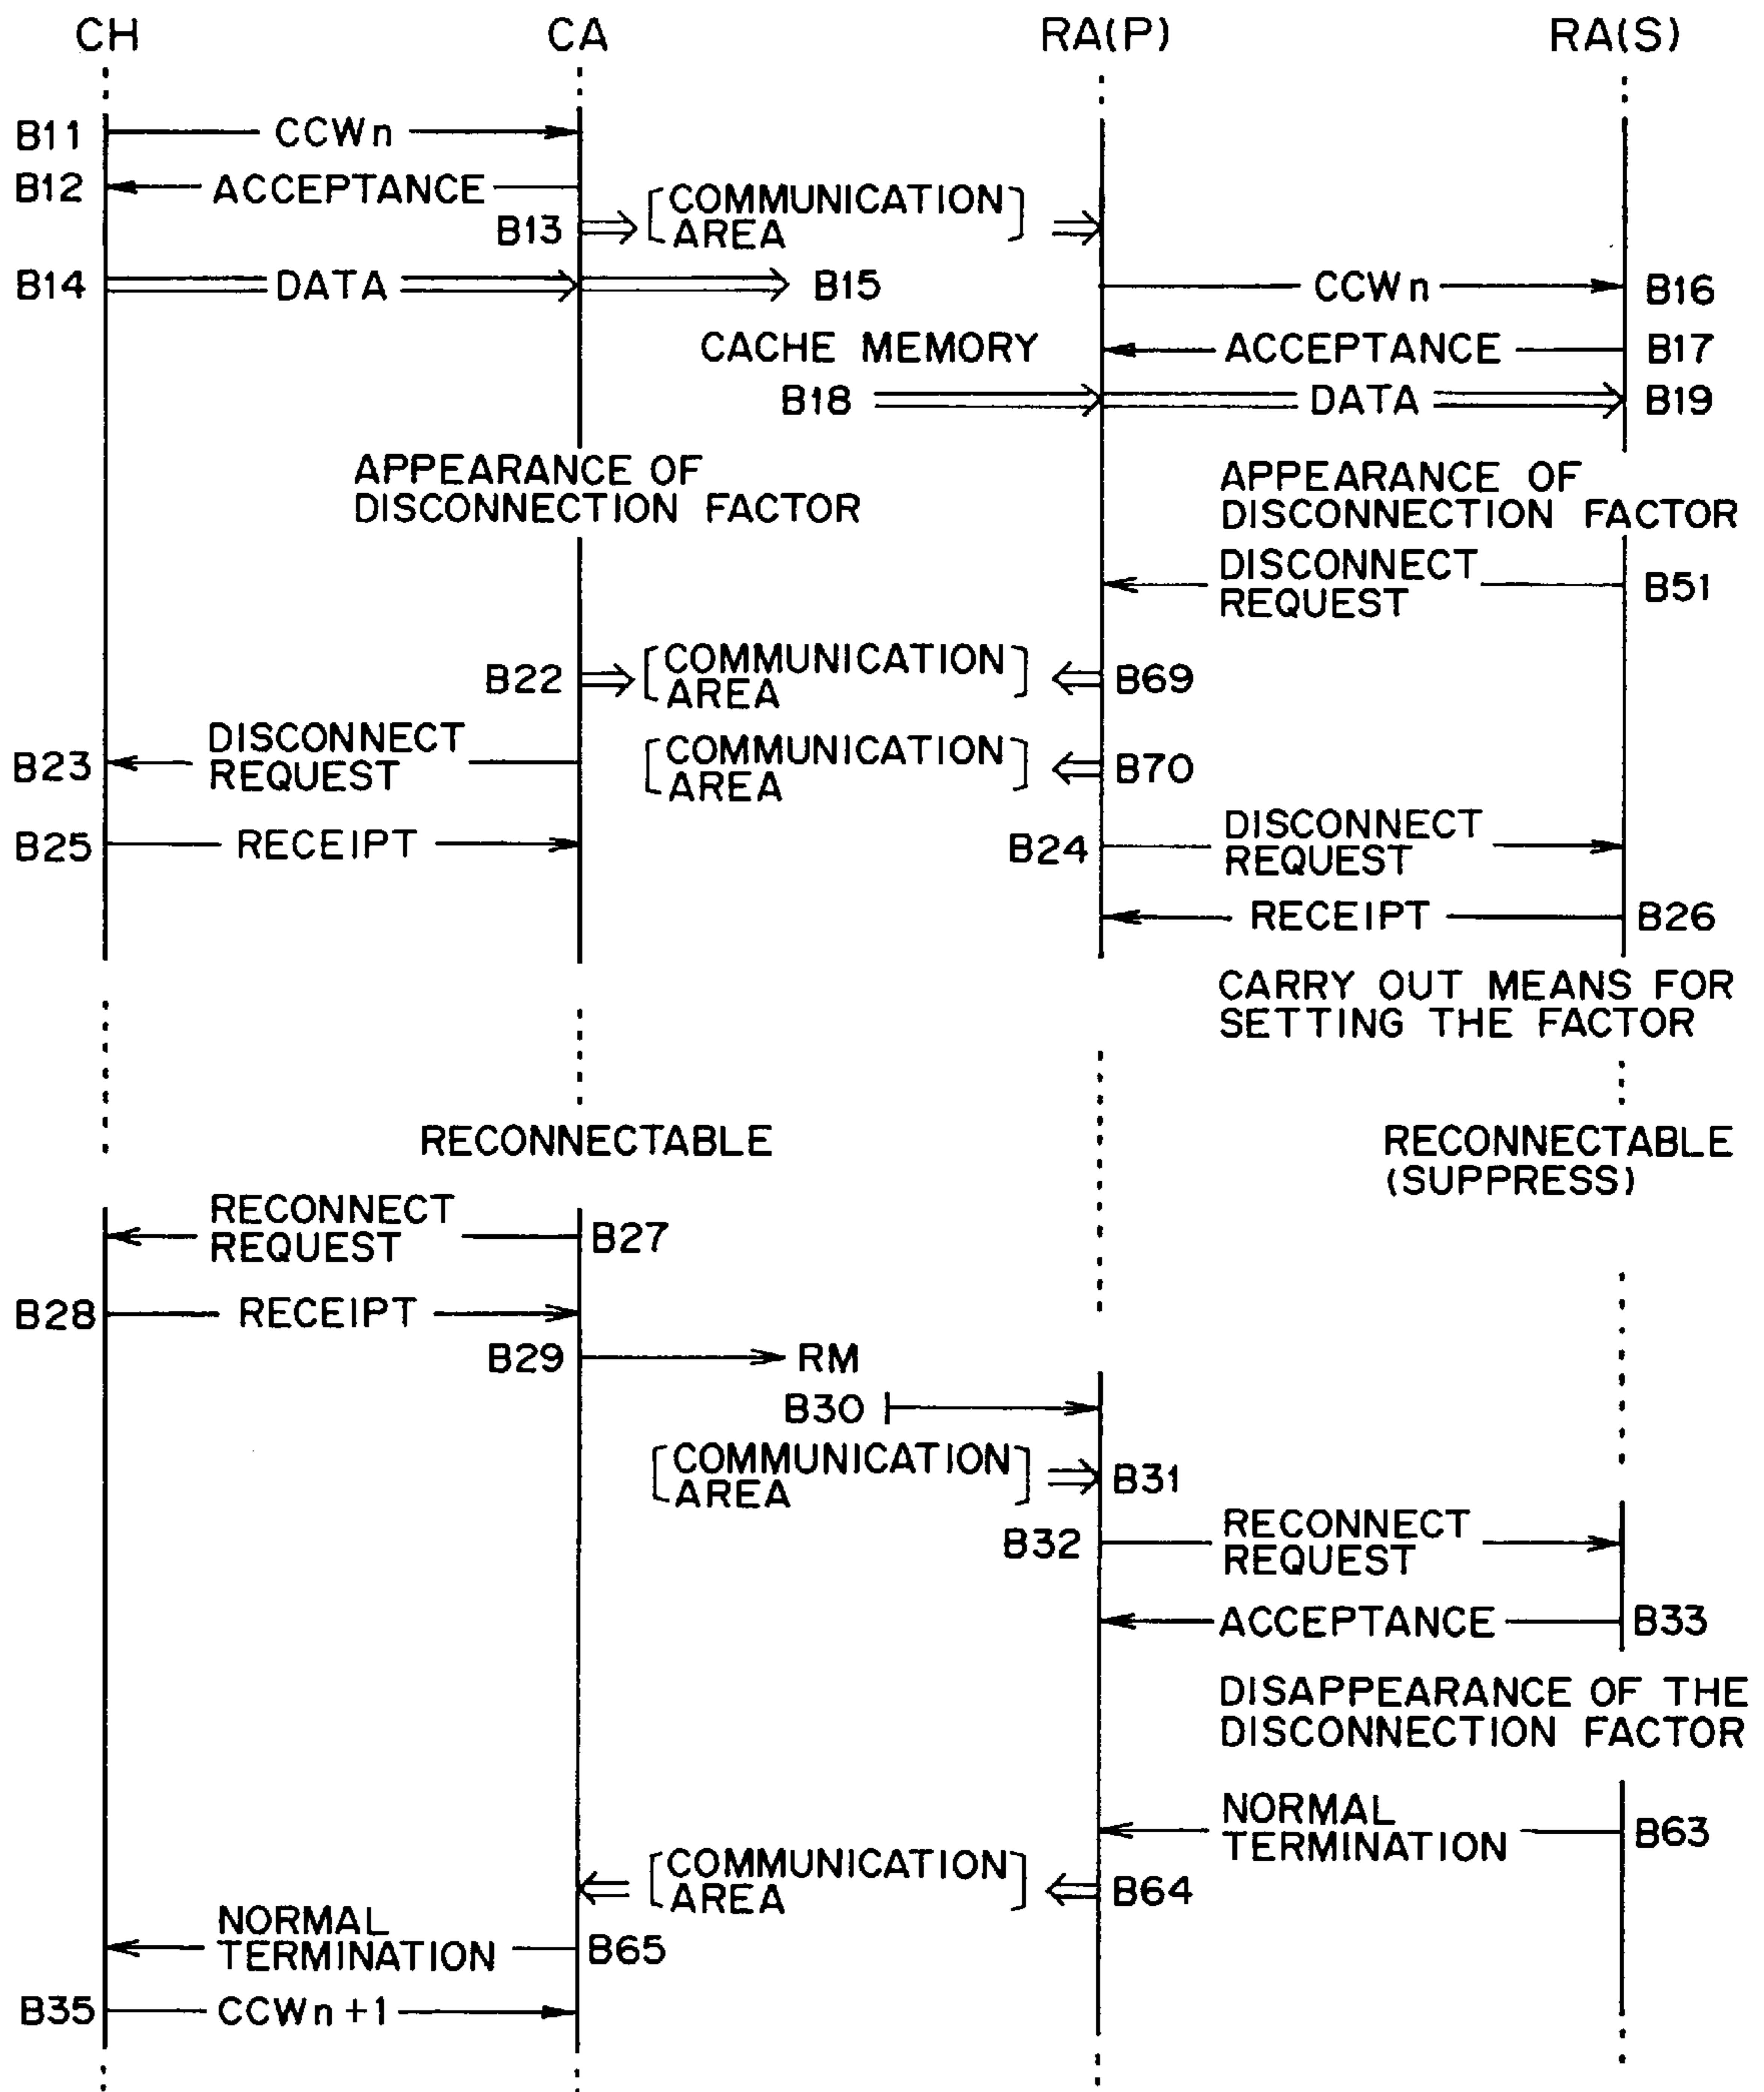 CH CA RA(P) RA(S)
B11 CCWn
B12 ACCEPTANCE
B13 [COMMUNICATION AREA]
B14 DATA B15 CCWn B16
CACHE MEMORY ACCEPTANCE B17
B18 DATA B19
APPEARANCE OF
DISCONNECTION FACTOR
APPEARANCE OF
DISCONNECTION FACTOR
DISCONNECT
REQUEST B51
B22 [COMMUNICATION AREA] B69
B23 DISCONNECT
REQUEST
[COMMUNICATION AREA] B70
B25 RECEIPT
B24 DISCONNECT
REQUEST
RECEIPT B26
CARRY OUT MEANS FOR
SETTING THE FACTOR
RECONNECTABLE
RECONNECTABLE
(SUPPRESS)
RECONNECT
REQUEST B27
B28 RECEIPT
B29 RM
B30
[COMMUNICATION AREA] B31
B32 RECONNECT
REQUEST
ACCEPTANCE B33
DISAPPEARANCE OF THE
DISCONNECTION FACTOR
NORMAL
TERMINATION B63
[COMMUNICATION AREA] B64
NORMAL
TERMINATION B65
B35 CCWn+1